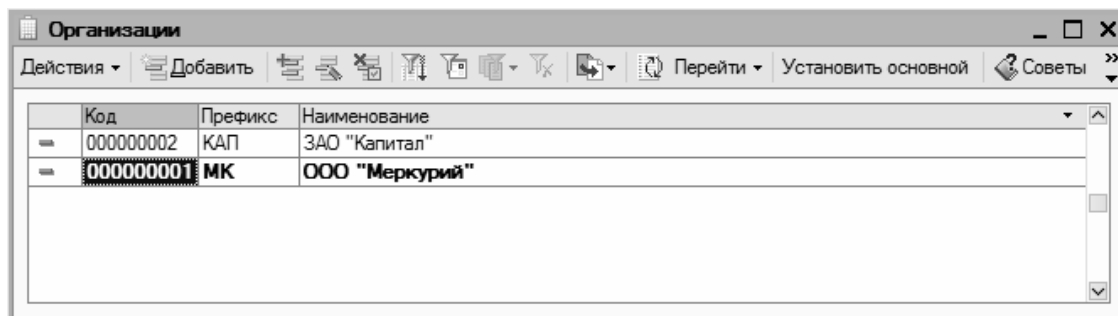 Организации
Действия Добавить Перейти Установить основной Советы
Код Префикс Наименование
000000002 КАП ЗАО "Капитал"
000000001 МК ООО "Меркурий"